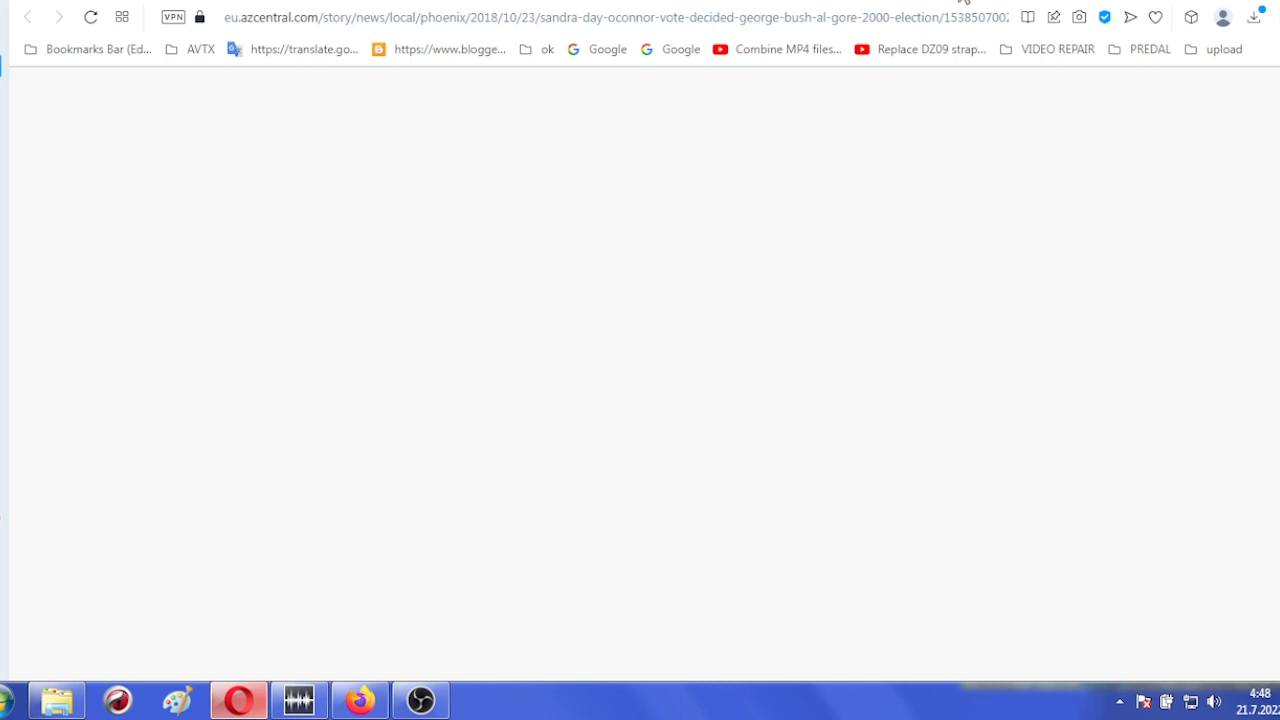 VPN eu.azcentral.com/story/news/local/phoenix/2018/10/23/sandra-day-oconnor-vote-decided-george-bush-al-gore-2000-election/1538507002
Bookmarks Bar (Ed... AVTX https://translate.go... https://www.blogge... ok Google Google Combine MP4 files... Replace DZ09 strap... VIDEO REPAIR PREDAL upload
4:48
21.7.202